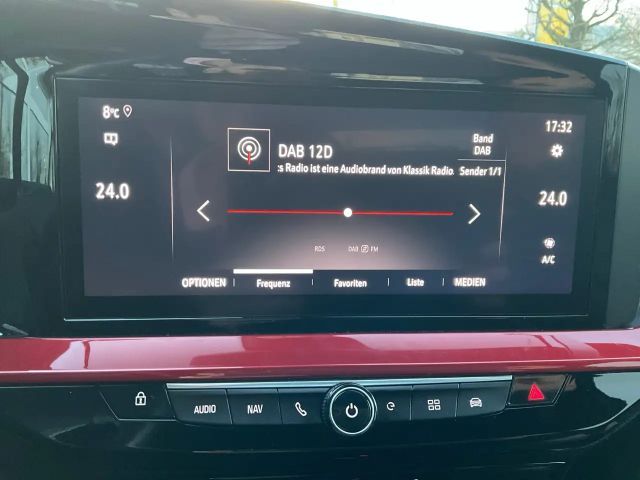 8°C
17:32
DAB 12D
Band
DAB
:s Radio ist eine Audiobrand von Klassik Radio.
Sender 1/1
24.0
24.0
RDS DAB FM
A/C
OPTIONEN Frequenz Favoriten Liste MEDIEN
AUDIO NAV